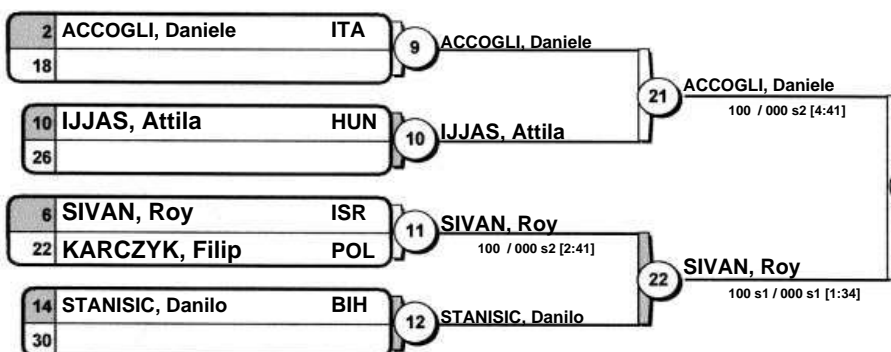 2 ACCOGLI, Daniele ITA
18
9 ACCOGLI, Daniele
21 ACCOGLI, Daniele
100 / 000 s2 [4:41]
10 IJJAS, Attila HUN
26
10 IJJAS, Attila
6 SIVAN, Roy ISR
22 KARCZYK, Filip POL
11 SIVAN, Roy
100 / 000 s2 [2:41]
22 SIVAN, Roy
100 s1 / 000 s1 [1:34]
14 STANISIC, Danilo BIH
30
12 STANISIC, Danilo